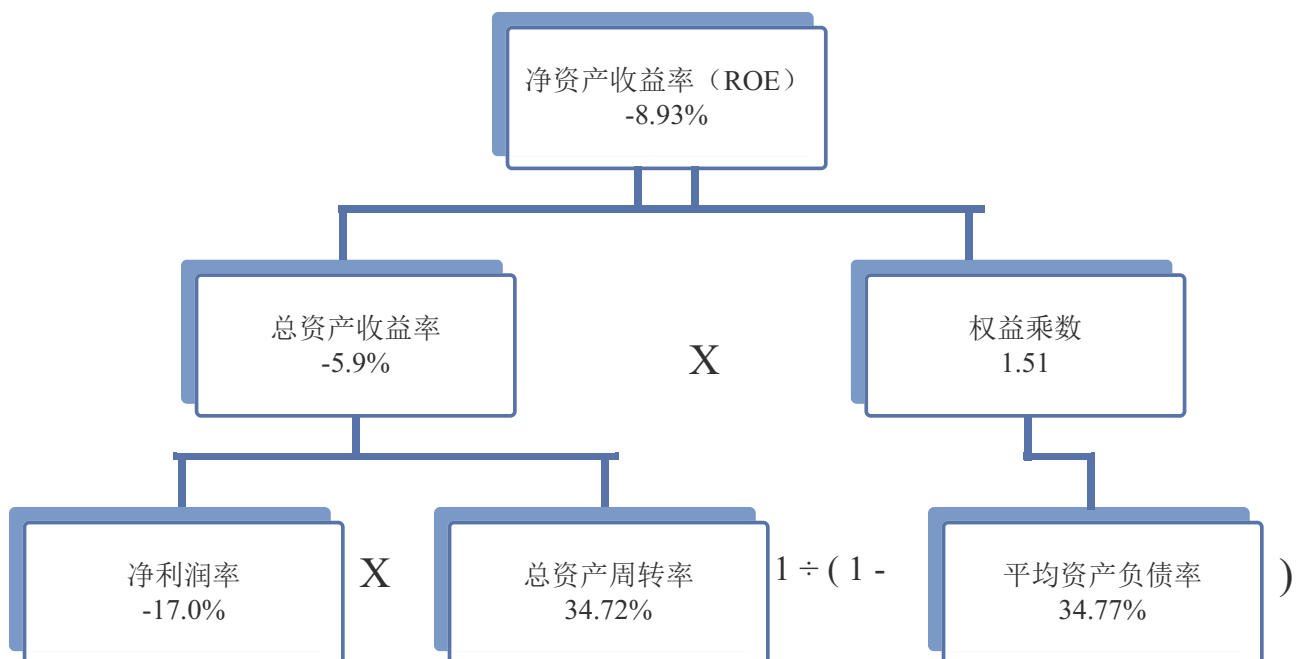 净资产收益率（ROE）
-8.93%
总资产收益率
-5.9%
X
权益乘数
1.51
净利润率
-17.0%
X
总资产周转率
34.72%
1 ÷ ( 1 -
平均资产负债率
34.77%
)